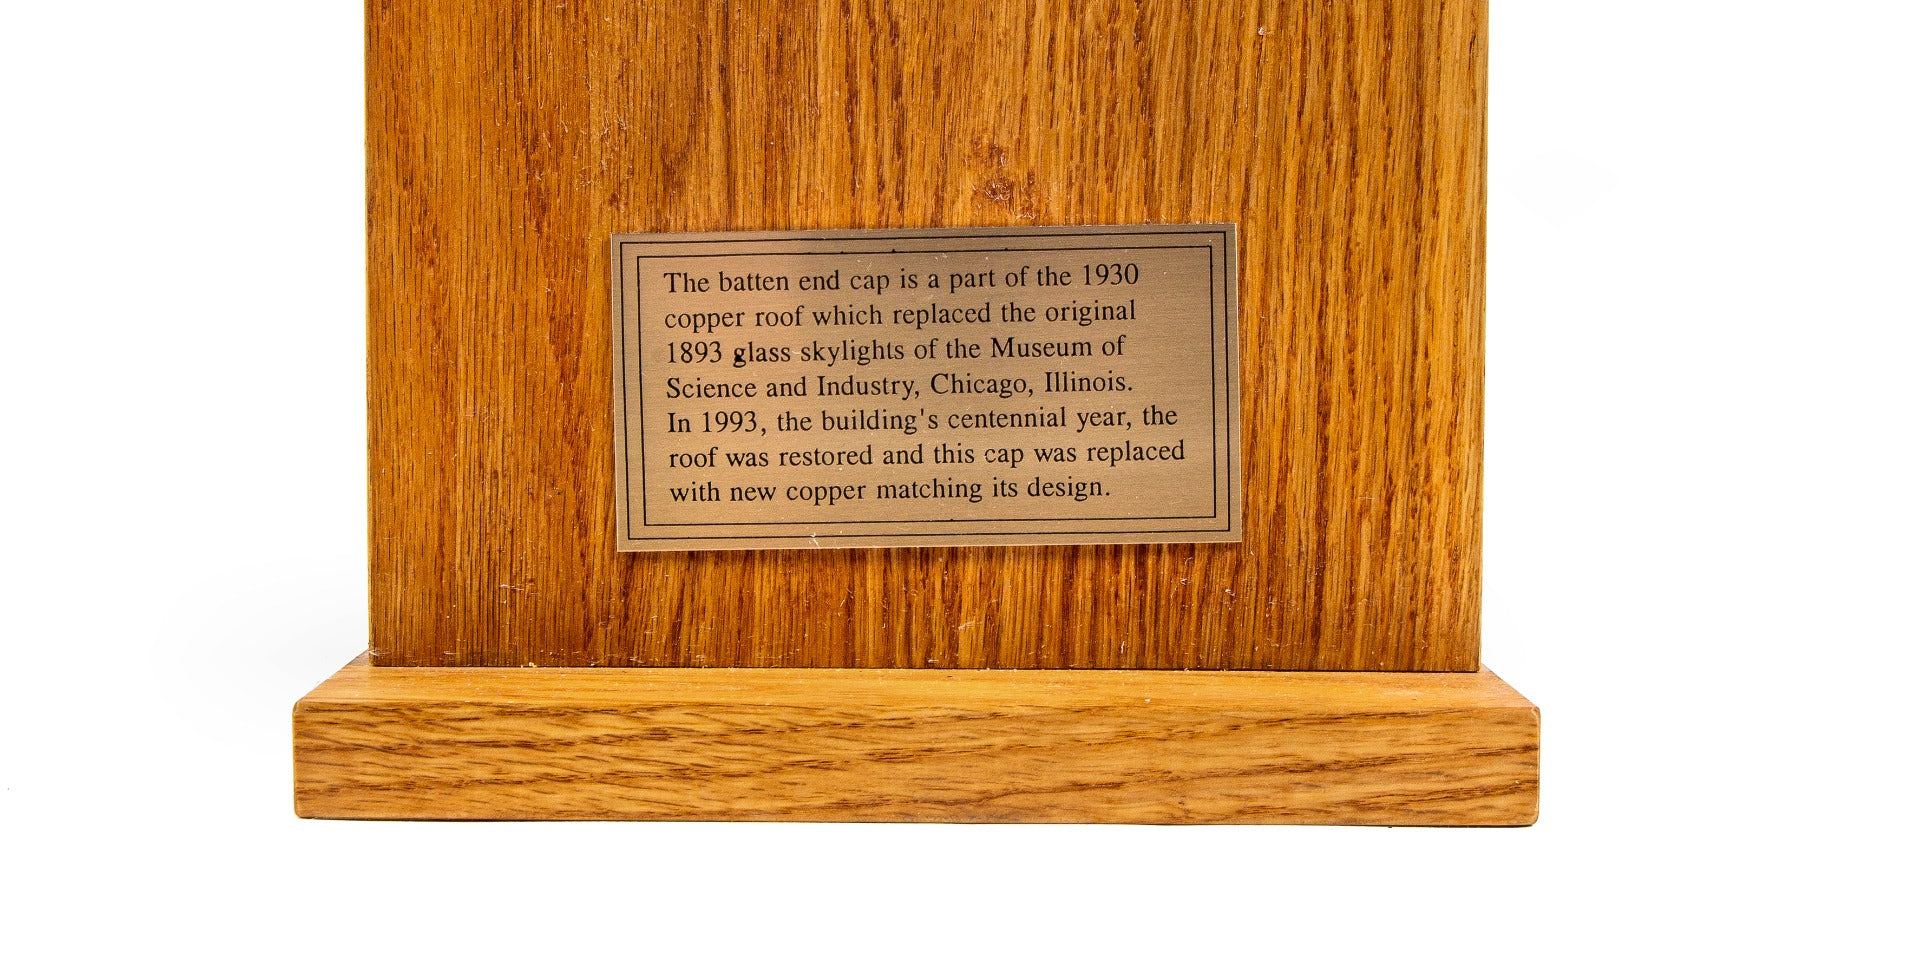 The batten end cap is a part of the 1930
copper roof which replaced the original
1893 glass skylights of the Museum of
Science and Industry, Chicago, Illinois.
In 1993, the building's centennial year, the
roof was restored and this cap was replaced
with new copper matching its design.